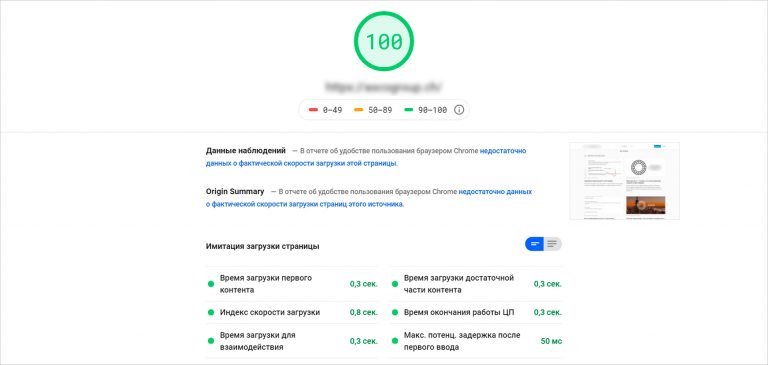 100
0–49 50–89 90–100
Данные наблюдений — В отчете об удобстве пользования браузером Chrome недостаточно
данных о фактической скорости загрузки этой страницы.
Origin Summary — В отчете об удобстве пользования браузером Chrome недостаточно данных
о фактической скорости загрузки страниц этого источника.
Имитация загрузки страницы
Время загрузки первого
контента 0,3 сек.
Время загрузки достаточной
части контента 0,3 сек.
Индекс скорости загрузки 0,8 сек.
Время окончания работы ЦП 0,3 сек.
Время загрузки для
взаимодействия 0,3 сек.
Макс. потенц. задержка после
первого ввода 50 мс